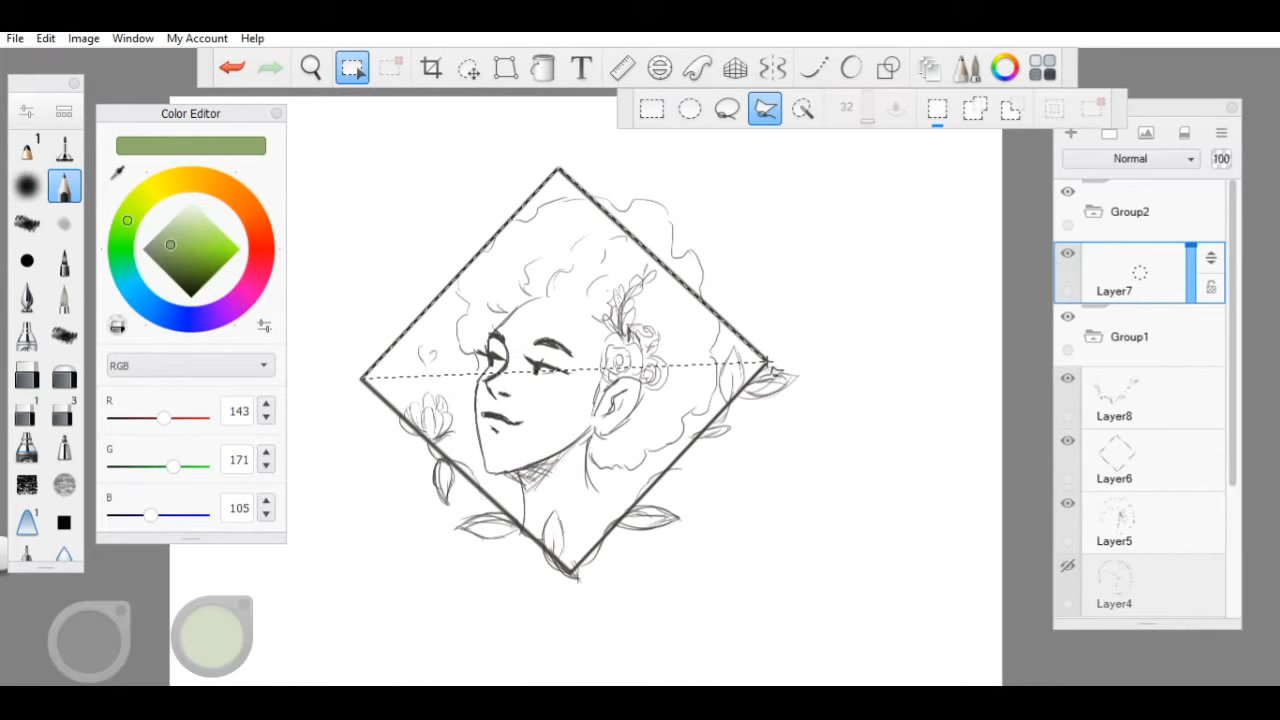 File Edit Image Window My Account Help
T
32
Color Editor
Normal 100
Group2
Layer7
Group1
Layer8
Layer6
Layer5
Layer4
1
1 3
1
1
RGB
R 143
G 171
B 105